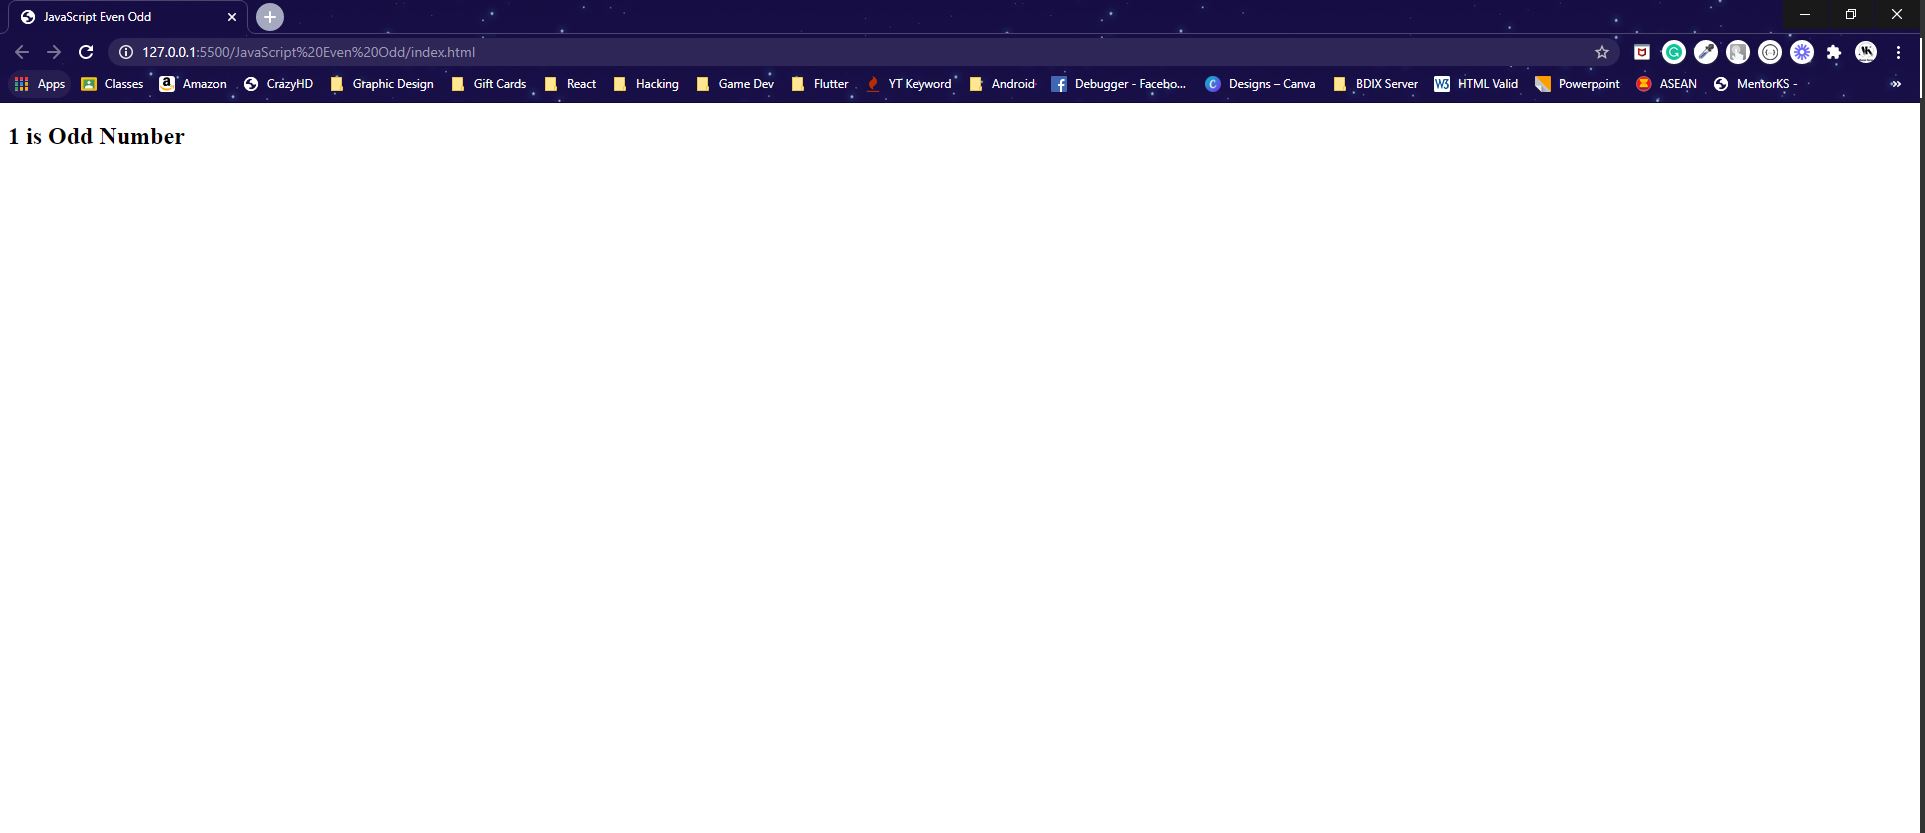 JavaScript Even Odd
127.0.0.1:5500/JavaScript%20Even%20Odd/index.html
Apps Classes Amazon CrazyHD Graphic Design Gift Cards React Hacking Game Dev Flutter YT Keyword Android Debugger - Facebo... Designs – Canva BDIX Server HTML Valid Powerpoint ASEAN MentorKS -
1 is Odd Number